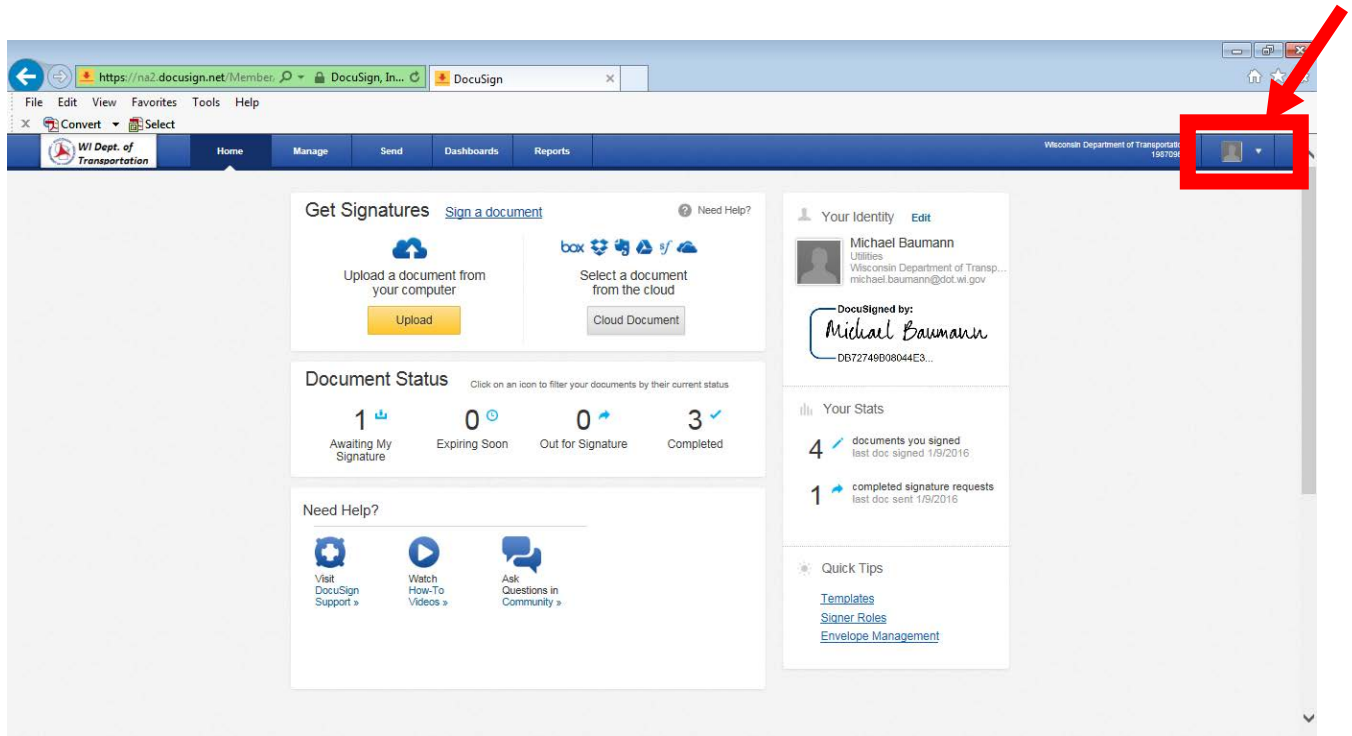 https://na2.docusign.net/Member
DocuSign, In...
DocuSign
File Edit View Favorites Tools Help
x Convert Select
WI Dept. of
Transportation
Home Manage Send Dashboards Reports
Wisconsin Department of
Get Signatures Sign a document Need Help?
box sf
Upload a document from
your computer
Select a document
from the cloud
Upload
Cloud Document
Document Status Click on an icon to filter your documents by their current status
1 0 0 3
Awaiting My
Signature
Expiring Soon
Out for Signature
Completed
Need Help?
Visit
DocuSign
Support »
Watch
How-To
Videos »
Ask
Questions in
Community »
Your Identity Edit
Michael Baumann
Utilities
Wisconsin Department of Transp...
michael.baumann@dot.wi.gov
DocuSigned by:
Michael Baumann
DB72749B08044E3...
Your Stats
4 documents you signed
last doc signed 1/9/2016
1 completed signature requests
last doc sent 1/9/2016
Quick Tips
Templates
Signer Roles
Envelope Management